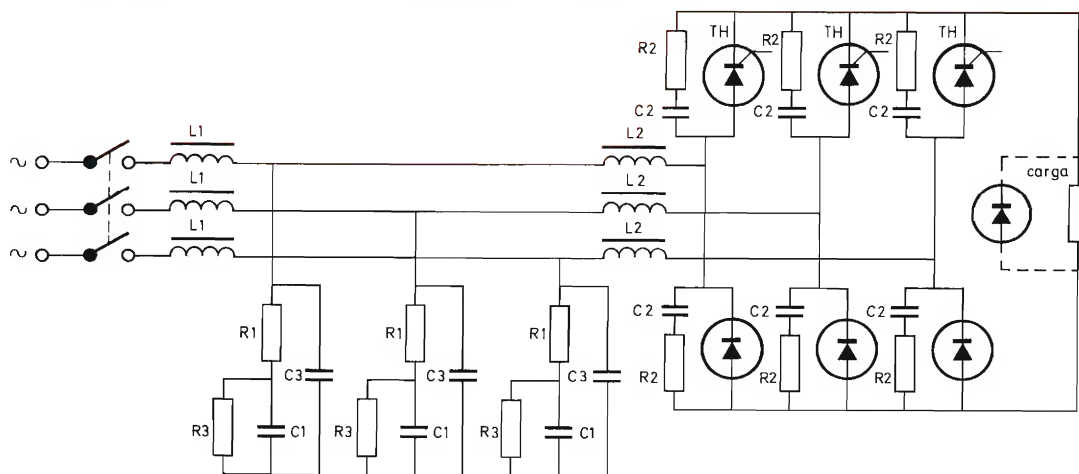 TH TH TH
R2 R2 R2
C2 C2 C2
L1 L2
carga
~ L1 L2
~ L1 L2
~
C2 C2 C2
R1 R1 R1
R2 R2 R2
C3 C3 C3
R3 C1 R3 C1 R3 C1